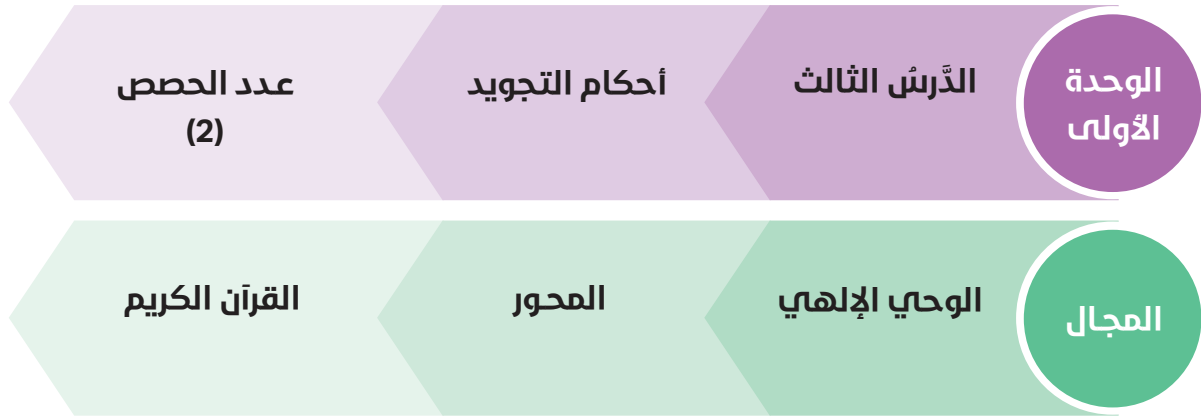 الوحدة
الأولى
الدَّرسُ الثالث
أحكام التجويد
عدد الحصص
(2)
المجال
الوحي الإلهي
المحور
القرآن الكريم